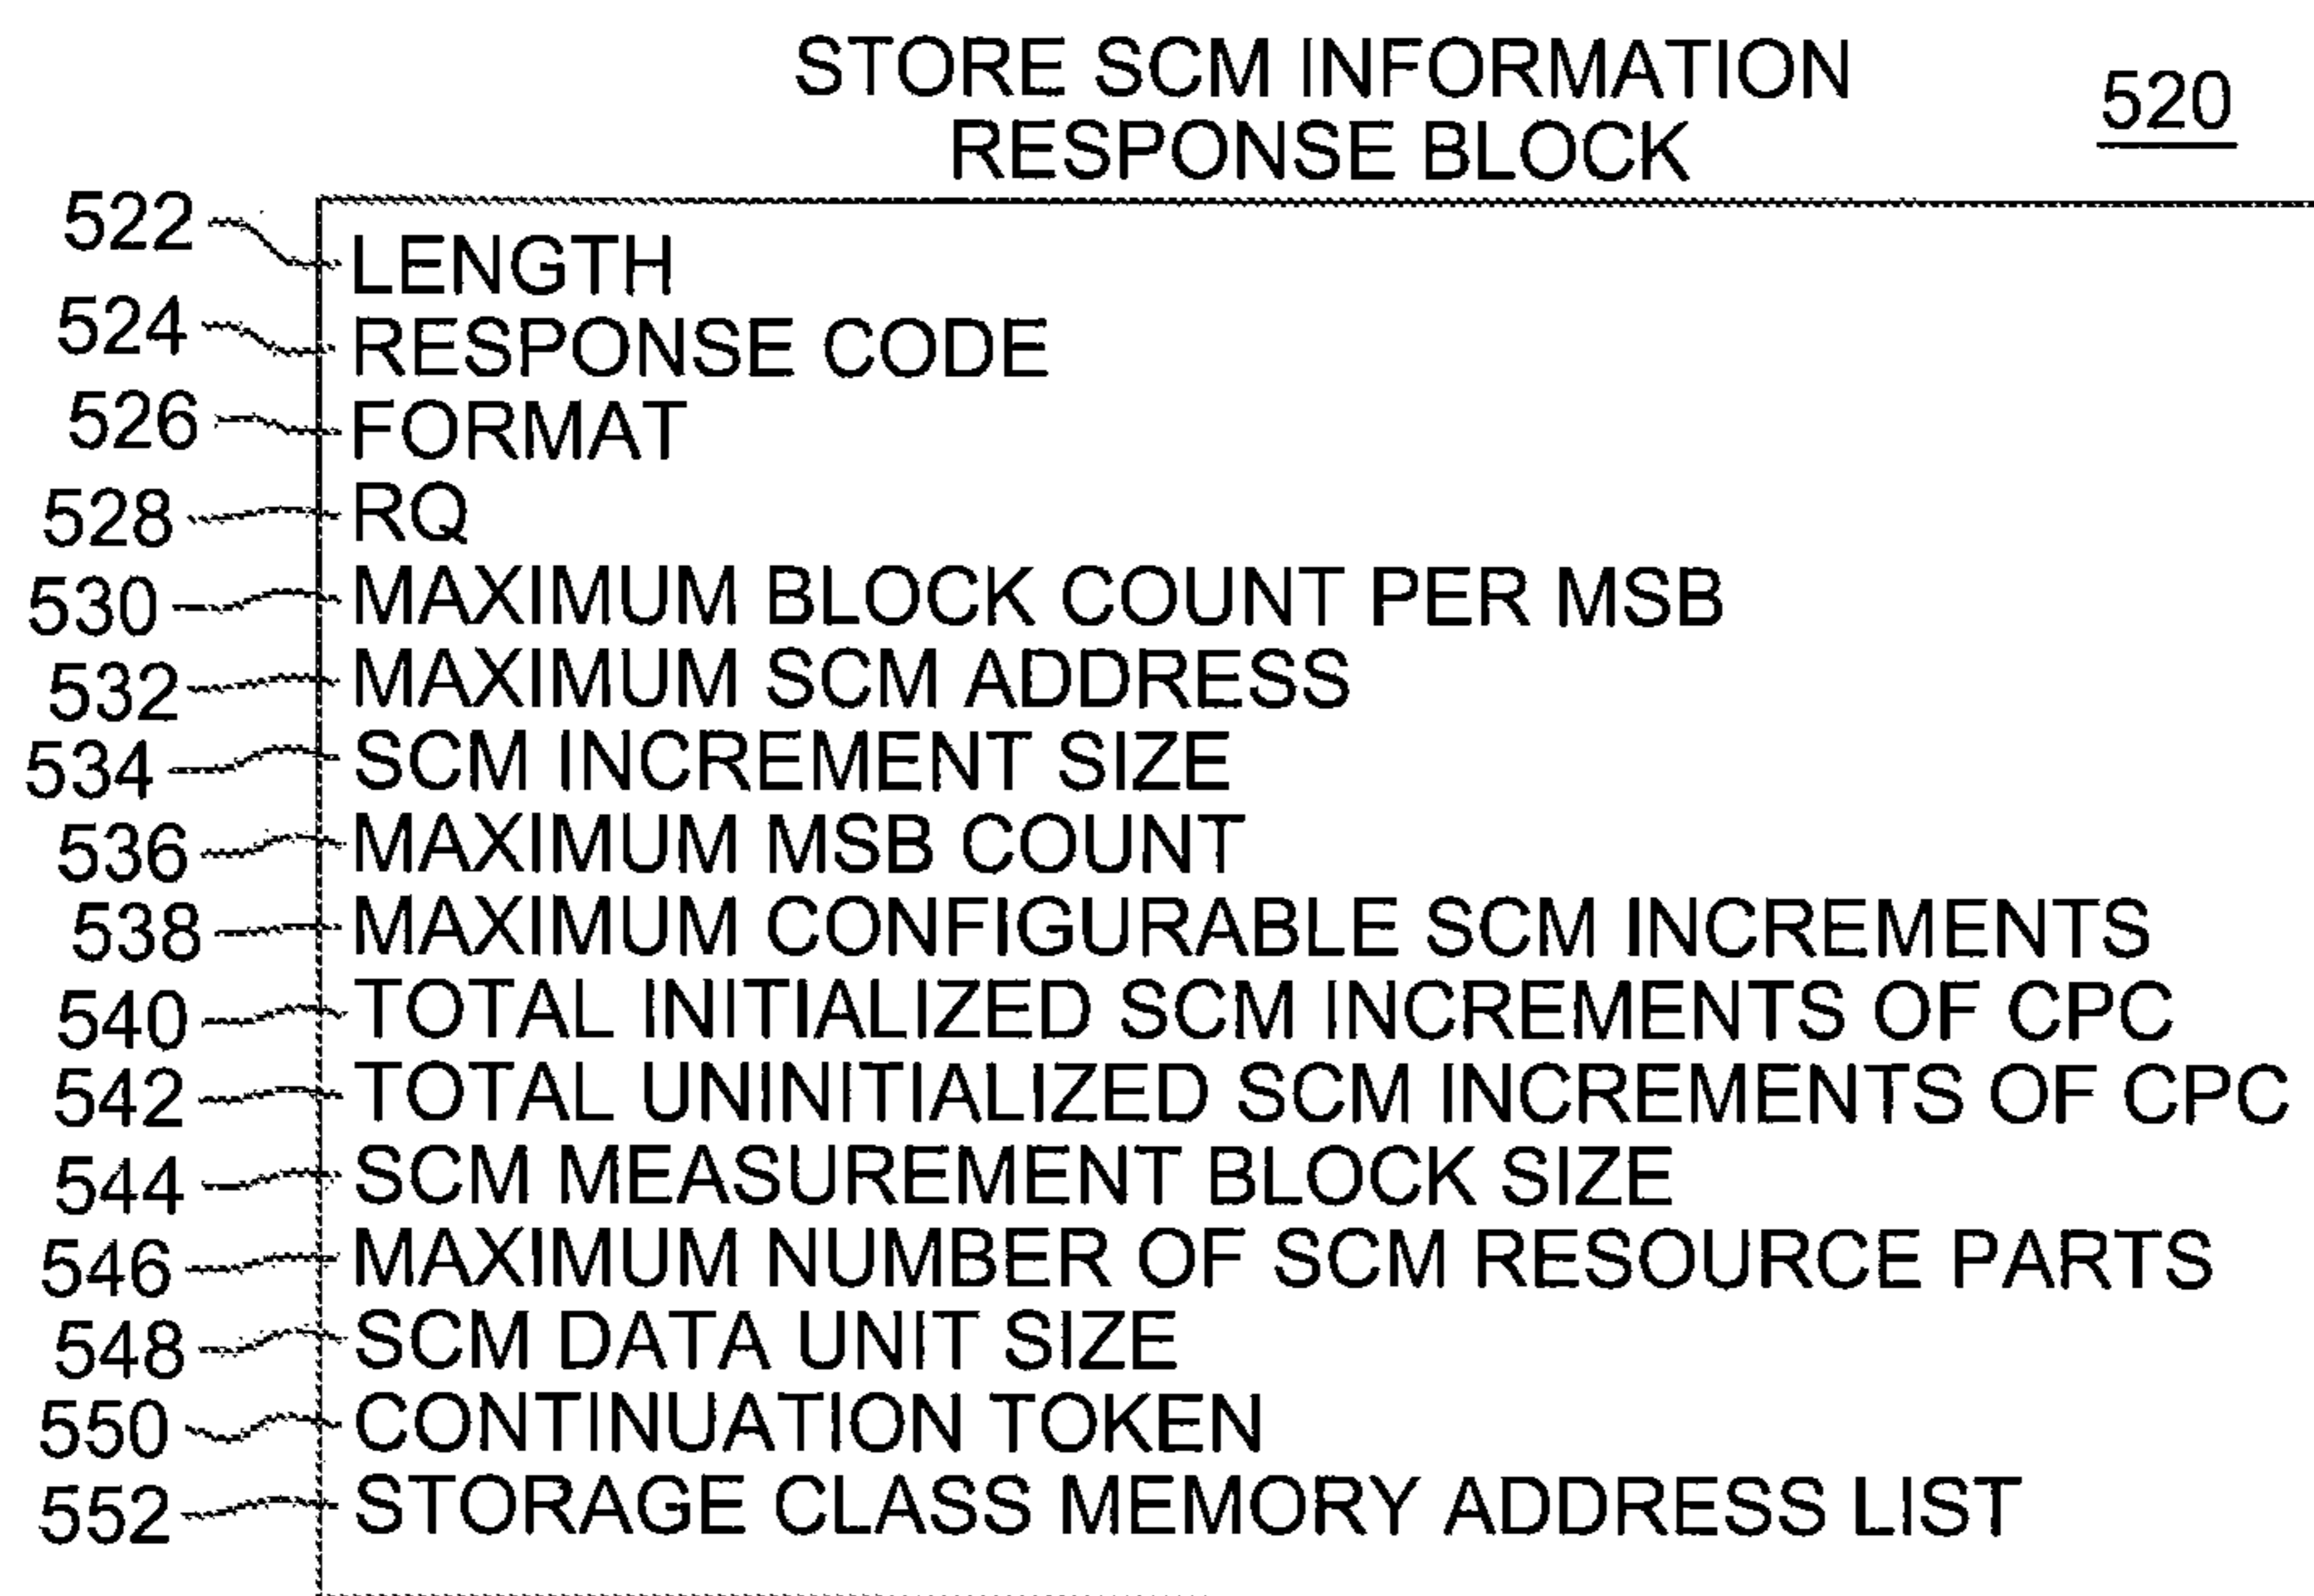 STORE SCM INFORMATION
RESPONSE BLOCK
520
522 LENGTH
524 RESPONSE CODE
526 FORMAT
528 RQ
530 MAXIMUM BLOCK COUNT PER MSB
532 MAXIMUM SCM ADDRESS
534 SCM INCREMENT SIZE
536 MAXIMUM MSB COUNT
538 MAXIMUM CONFIGURABLE SCM INCREMENTS
540 TOTAL INITIALIZED SCM INCREMENTS OF CPC
542 TOTAL UNINITIALIZED SCM INCREMENTS OF CPC
544 SCM MEASUREMENT BLOCK SIZE
546 MAXIMUM NUMBER OF SCM RESOURCE PARTS
548 SCM DATA UNIT SIZE
550 CONTINUATION TOKEN
552 STORAGE CLASS MEMORY ADDRESS LIST